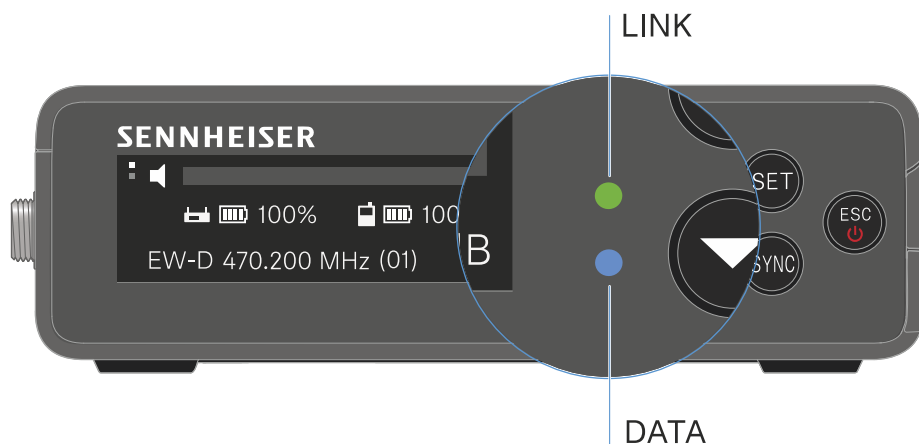 LINK
SENNHEISER
100% 100
EW-D 470.200 MHz (01) B
SET
SYNC
ESC
DATA